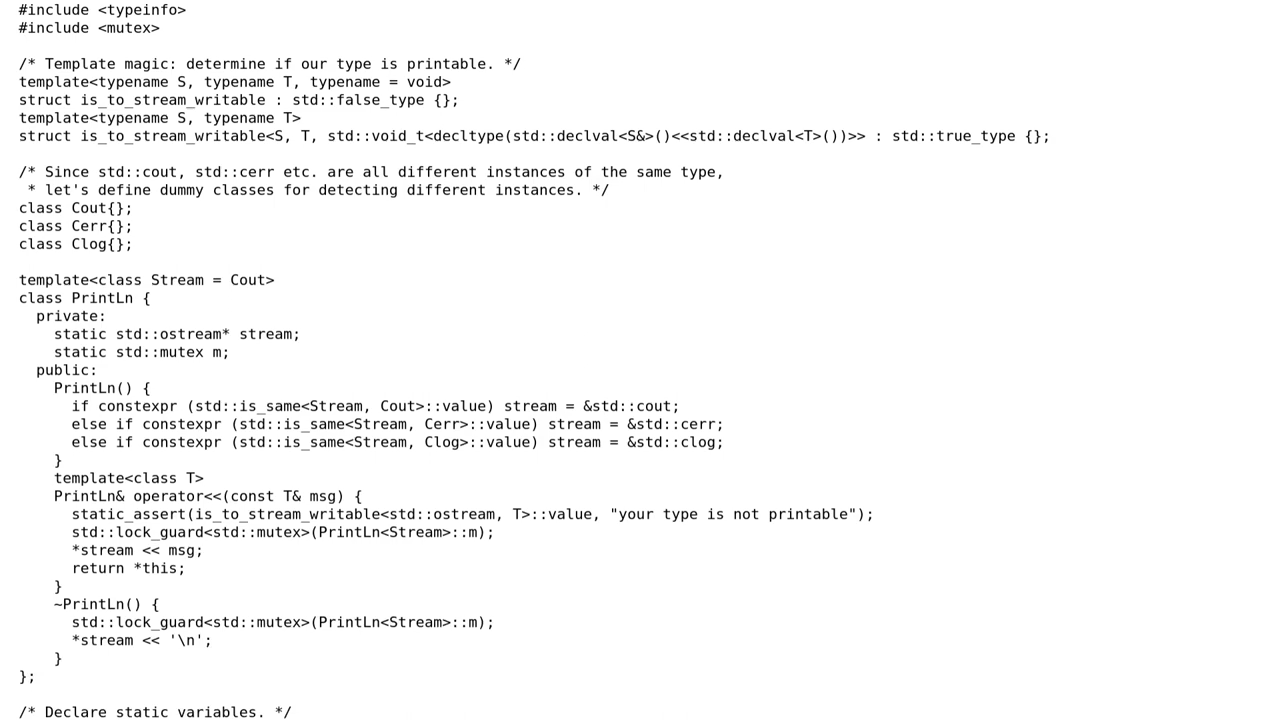 #include <typeinfo>
#include <mutex>

/* Template magic: determine if our type is printable. */
template<typename S, typename T, typename = void>
struct is_to_stream_writable : std::false_type {};
template<typename S, typename T>
struct is_to_stream_writable<S, T, std::void_t<decltype(std::declval<S&>()<<std::declval<T>())>> : std::true_type {};

/* Since std::cout, std::cerr etc. are all different instances of the same type,
 * let's define dummy classes for detecting different instances. */
class Cout{};
class Cerr{};
class Clog{};

template<class Stream = Cout>
class PrintLn {
  private:
    static std::ostream* stream;
    static std::mutex m;
  public:
    PrintLn() {
      if constexpr (std::is_same<Stream, Cout>::value) stream = &std::cout;
      else if constexpr (std::is_same<Stream, Cerr>::value) stream = &std::cerr;
      else if constexpr (std::is_same<Stream, Clog>::value) stream = &std::clog;
    }
    template<class T>
    PrintLn& operator<<(const T& msg) {
      static_assert(is_to_stream_writable<std::ostream, T>::value, "your type is not printable");
      std::lock_guard<std::mutex>(PrintLn<Stream>::m);
      *stream << msg;
      return *this;
    }
    ~PrintLn() {
      std::lock_guard<std::mutex>(PrintLn<Stream>::m);
      *stream << '\n';
    }
};

/* Declare static variables. */